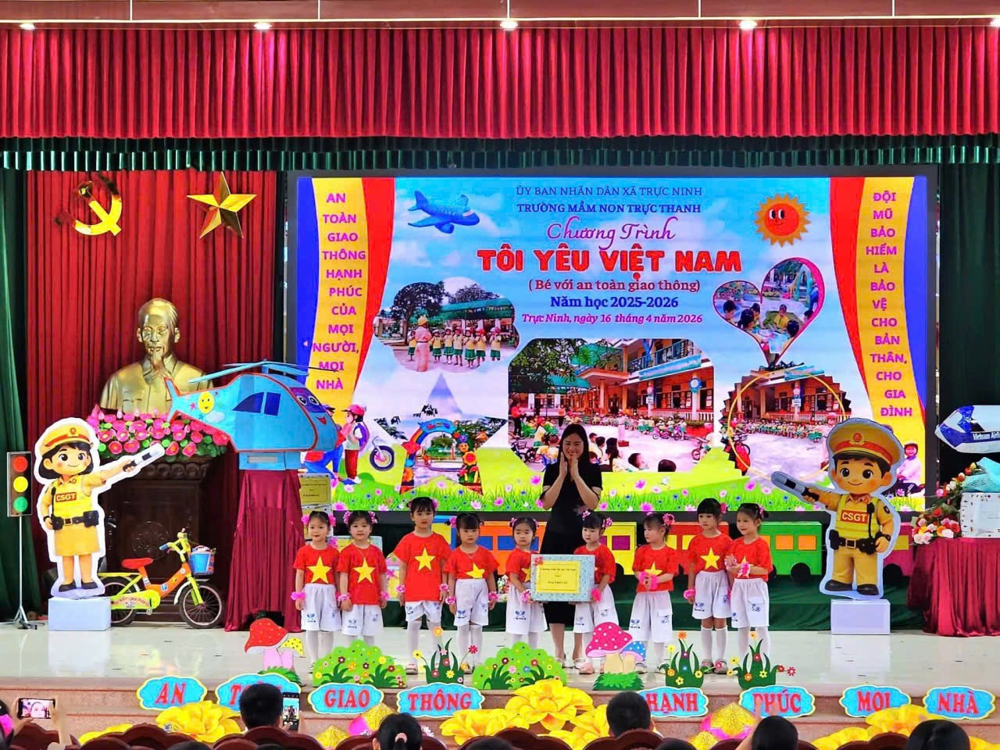 ỦY BAN NHÂN DÂN XÃ TRỰC NINH
TRƯỜNG MẦM NON TRỰC THANH
Chương Trình
TÔI YÊU VIỆT NAM
(Bé với an toàn giao thông)
Năm học 2025-2026
Trực Ninh, ngày 16 tháng 4 năm 2026
AN
TOÀN
GIAO
THÔNG
HẠNH
PHÚC
CỦA
MỌI
NGƯỜI,
MỌI
NHÀ
ĐỘI
MŨ
BẢO
HIỂM
LÀ
BẢO
VỆ
CHO
BẢN
THÂN,
CHO
GIA
ĐÌNH
CSGT
CSGT
AN
GIAO
THÔNG
HẠNH
PHÚC
MỌI
NHÀ